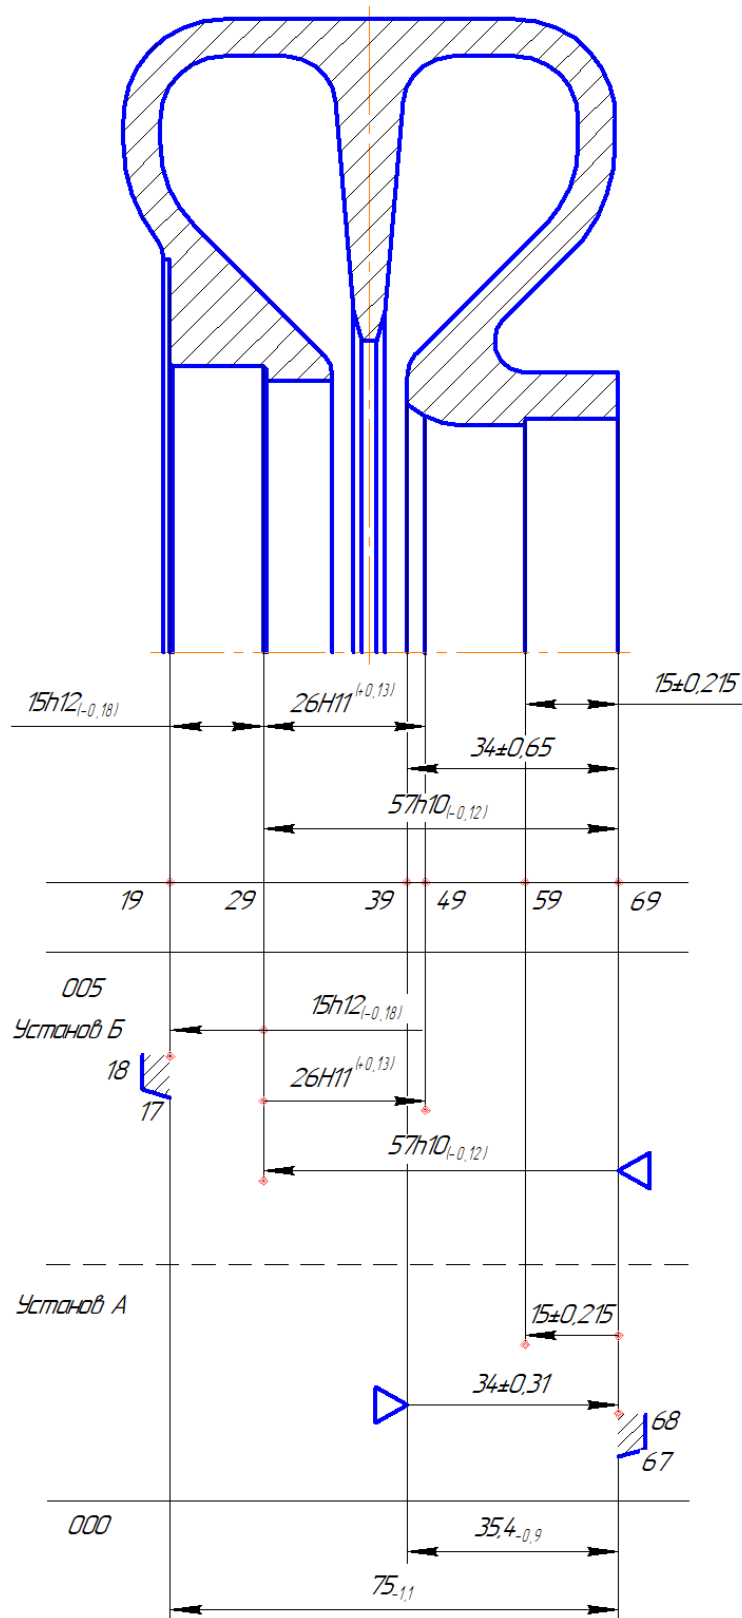 15h12(-0,18) 26H11(+0,13) 15±0,215
34±0,65
57h10(-0,12)
19 29 39 49 59 69
005
Установ Б
15h12(-0,18)
18
17
26H11(+0,13)
57h10(-0,12)
Установ А
15±0,215
34±0,31
68
67
000
35,4-0,9
75-1,1